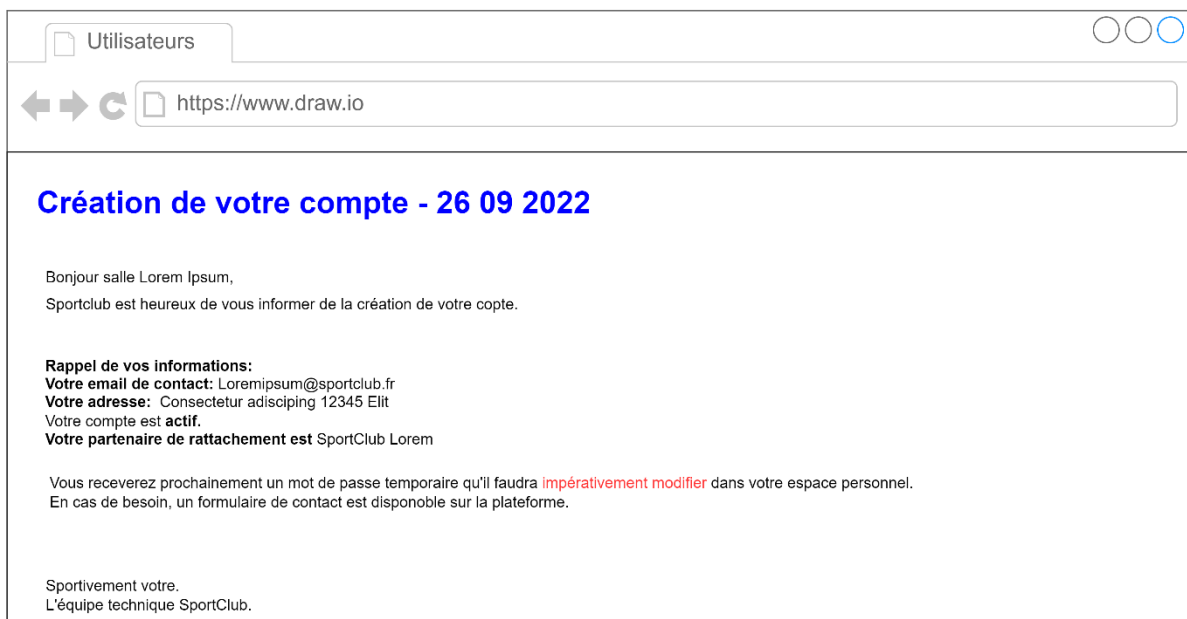 Utilisateurs
https://www.draw.io
Création de votre compte - 26 09 2022
Bonjour salle Lorem Ipsum,
Sportclub est heureux de vous informer de la création de votre copte.
Rappel de vos informations:
Votre email de contact: Loremipsum@sportclub.fr
Votre adresse: Consectetur adisciping 12345 Elit
Votre compte est actif.
Votre partenaire de rattachement est SportClub Lorem
Vous receverez prochainement un mot de passe temporaire qu'il faudra impérativement modifier dans votre espace personnel.
En cas de besoin, un formulaire de contact est disponoble sur la plateforme.
Sportivement votre.
L'équipe technique SportClub.